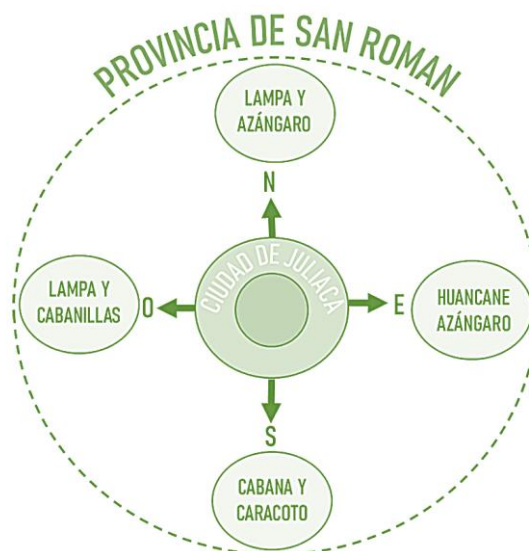 PROVINCIA DE SAN ROMAN
LAMPA Y
AZÁNGARO
N
CIUDAD DE JULIACA
LAMPA Y
CABANILLAS
O
E
HUANCANE
AZÁNGARO
S
CABANA Y
CARACOTO